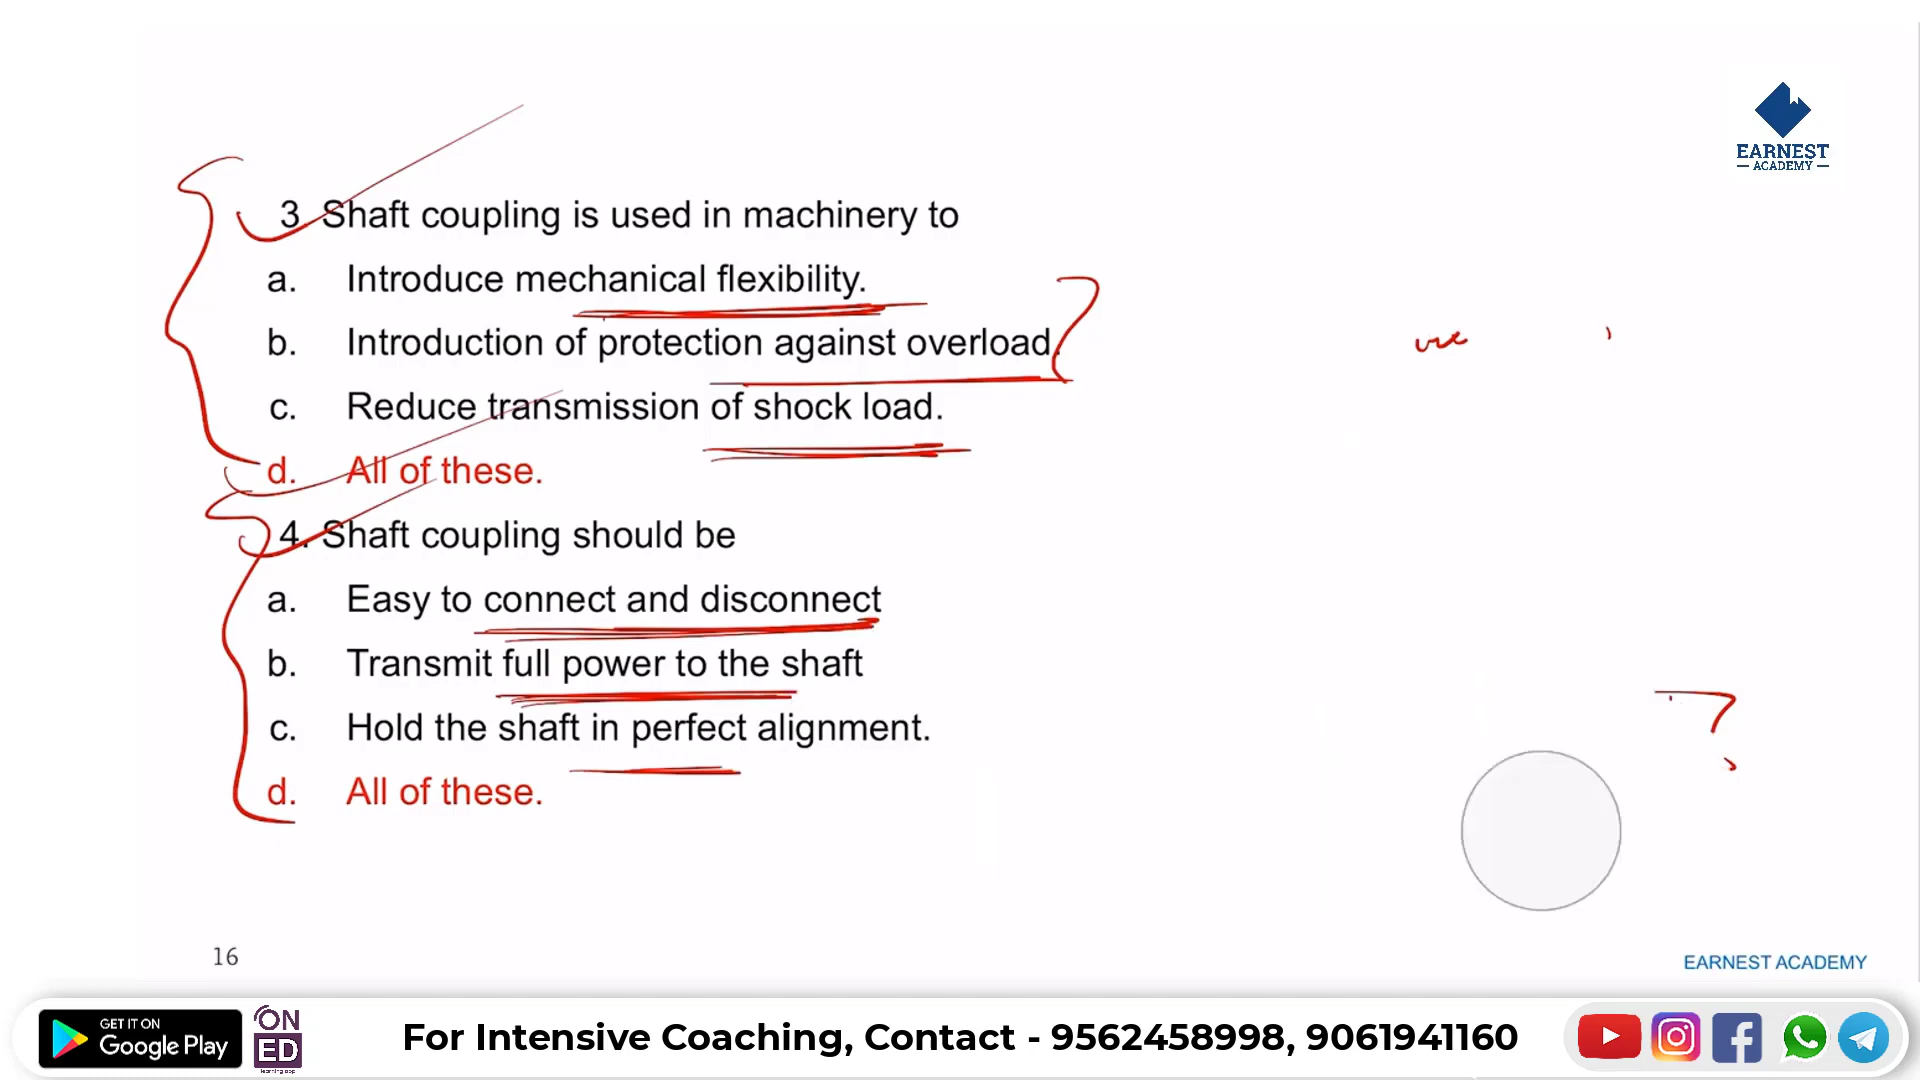 EARNEST
ACADEMY
3. Shaft coupling is used in machinery to
a. Introduce mechanical flexibility.
b. Introduction of protection against overload.
c. Reduce transmission of shock load.
d. All of these.
4. Shaft coupling should be
a. Easy to connect and disconnect
b. Transmit full power to the shaft
c. Hold the shaft in perfect alignment.
d. All of these.
16
EARNEST ACADEMY
GET IT ON
Google Play
ON
ED
learning app
For Intensive Coaching, Contact - 9562458998, 9061941160